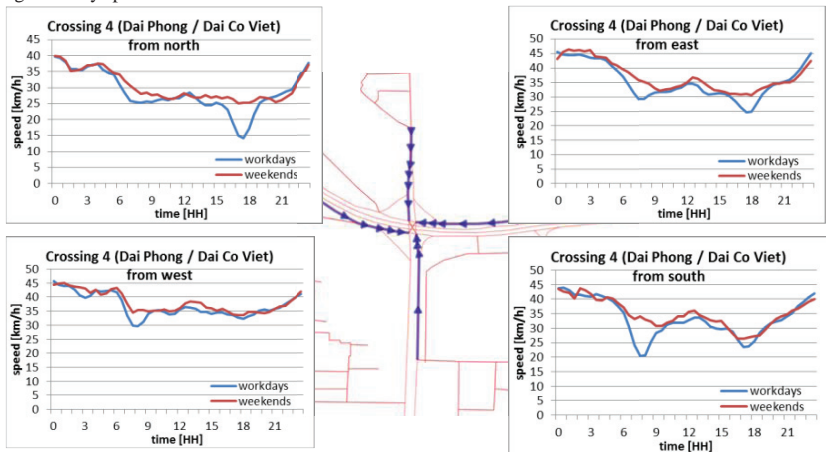 Crossing 4 (Dai Phong / Dai Co Viet)
from north
speed [km/h]
45
40
35
30
25
20
15
10
5
0
workdays
weekends
0 3 6 9 12 15 18 21
time [HH]
Crossing 4 (Dai Phong / Dai Co Viet)
from east
speed [km/h]
50
45
40
35
30
25
20
15
10
5
0
workdays
weekends
0 3 6 9 12 15 18 21
time [HH]
Crossing 4 (Dai Phong / Dai Co Viet)
from west
speed [km/h]
50
45
40
35
30
25
20
15
10
5
0
workdays
weekends
0 3 6 9 12 15 18 21
time [HH]
Crossing 4 (Dai Phong / Dai Co Viet)
from south
speed [km/h]
50
45
40
35
30
25
20
15
10
5
0
workdays
weekends
0 3 6 9 12 15 18 21
time [HH]